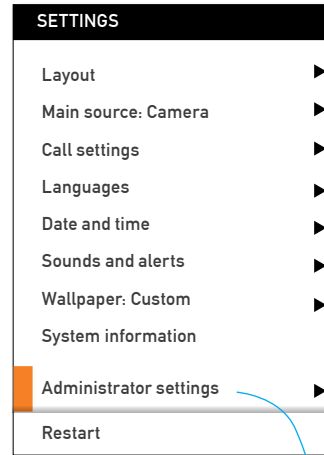 SETTINGS
Layout
Main source: Camera
Call settings
Languages
Date and time
Sounds and alerts
Wallpaper: Custom
System information
Administrator settings
Restart